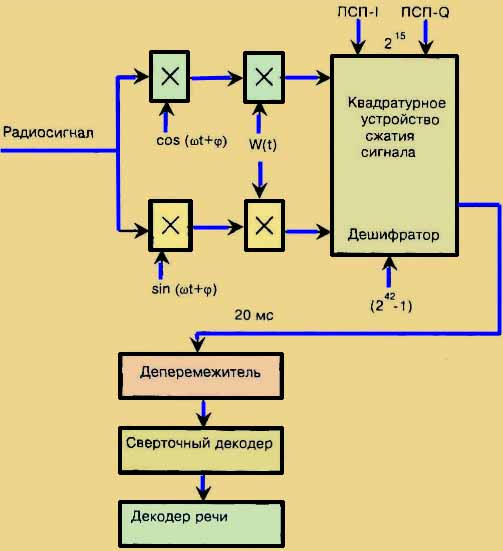 ПСП-I ПСП-Q
2^15
× ×
Радиосигнал
cos (ωt+φ) W(t)
Квадратурное
устройство
сжатия
сигнала
× ×
Дешифратор
sin (ωt+φ)
(2^42-1)
20 мс
Деперемежитель
Сверточный декодер
Декодер речи